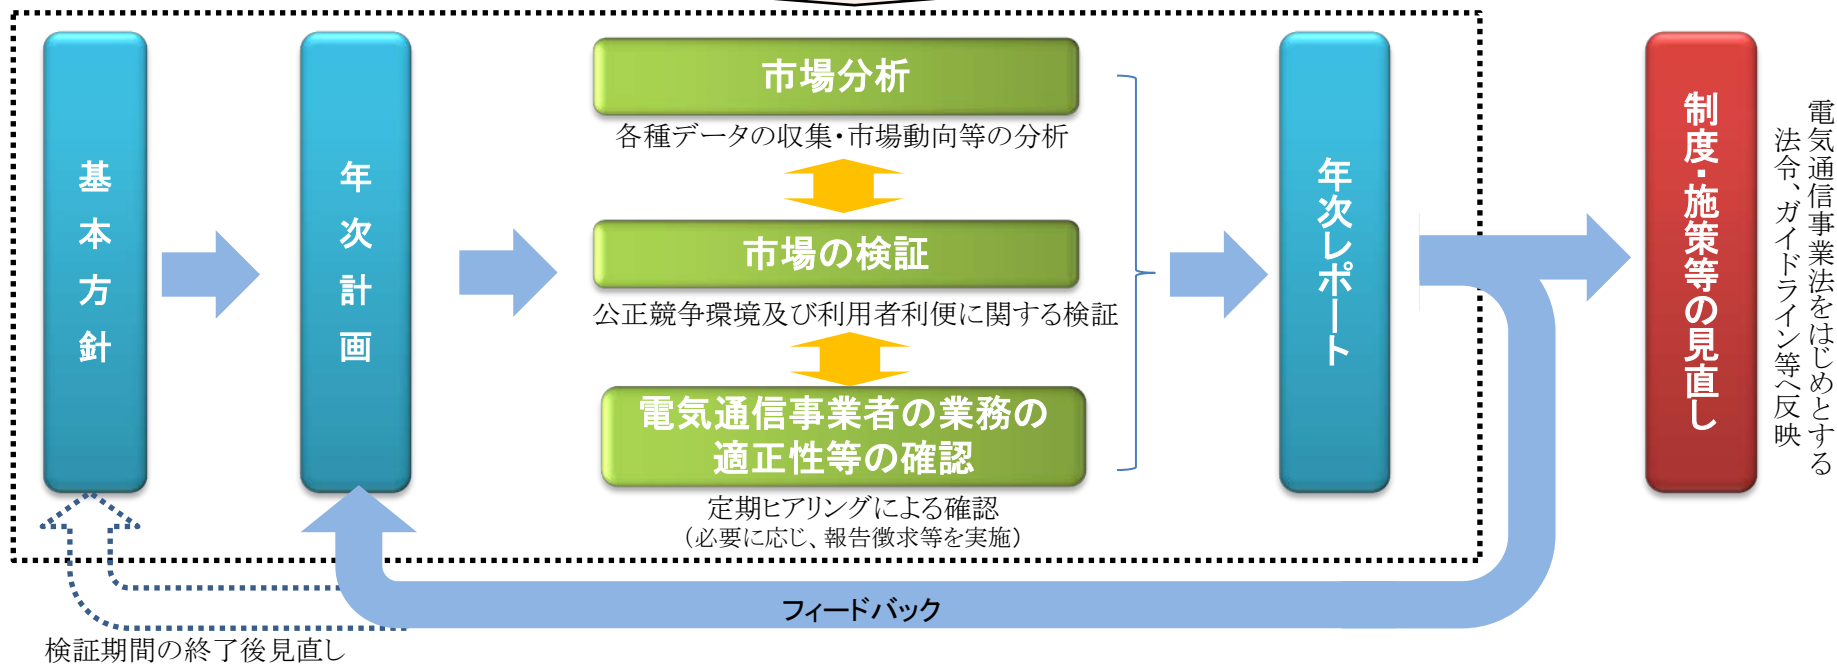 基本方針
年次計画
市場分析
各種データの収集・市場動向等の分析
市場の検証
公正競争環境及び利用者利便に関する検証
電気通信事業者の業務の
適正性等の確認
定期ヒアリングによる確認
（必要に応じ、報告徴求等を実施）
年次レポート
制度・施策等の見直し
電気通信事業法をはじめとする
法令、ガイドライン等へ反映
フィードバック
検証期間の終了後見直し